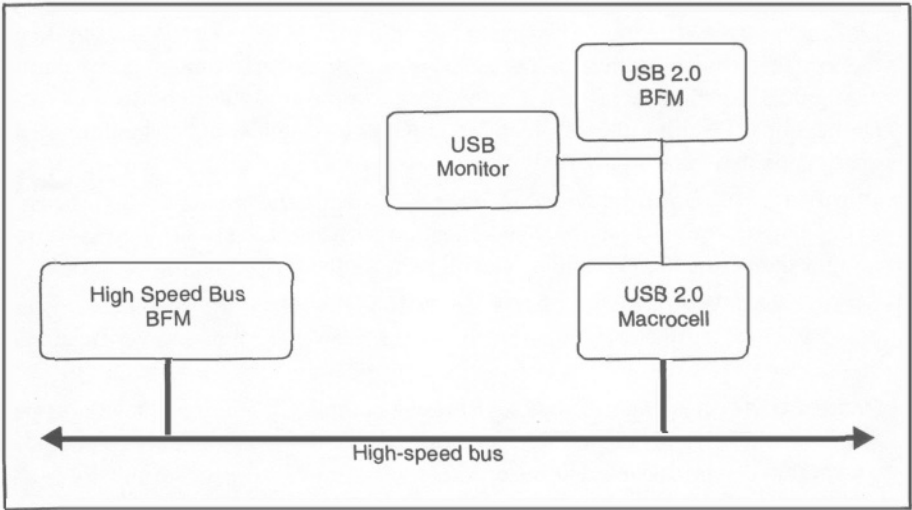 USB 2.0
BFM
USB
Monitor
High Speed Bus
BFM
USB 2.0
Macrocell
High-speed bus